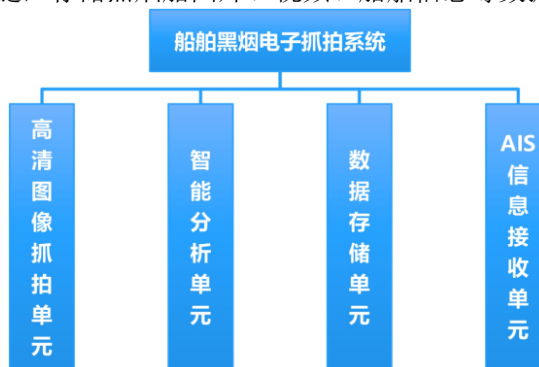 船舶黑烟电子抓拍系统
高清图像抓拍单元
智能分析单元
数据存储单元
AIS信息接收单元